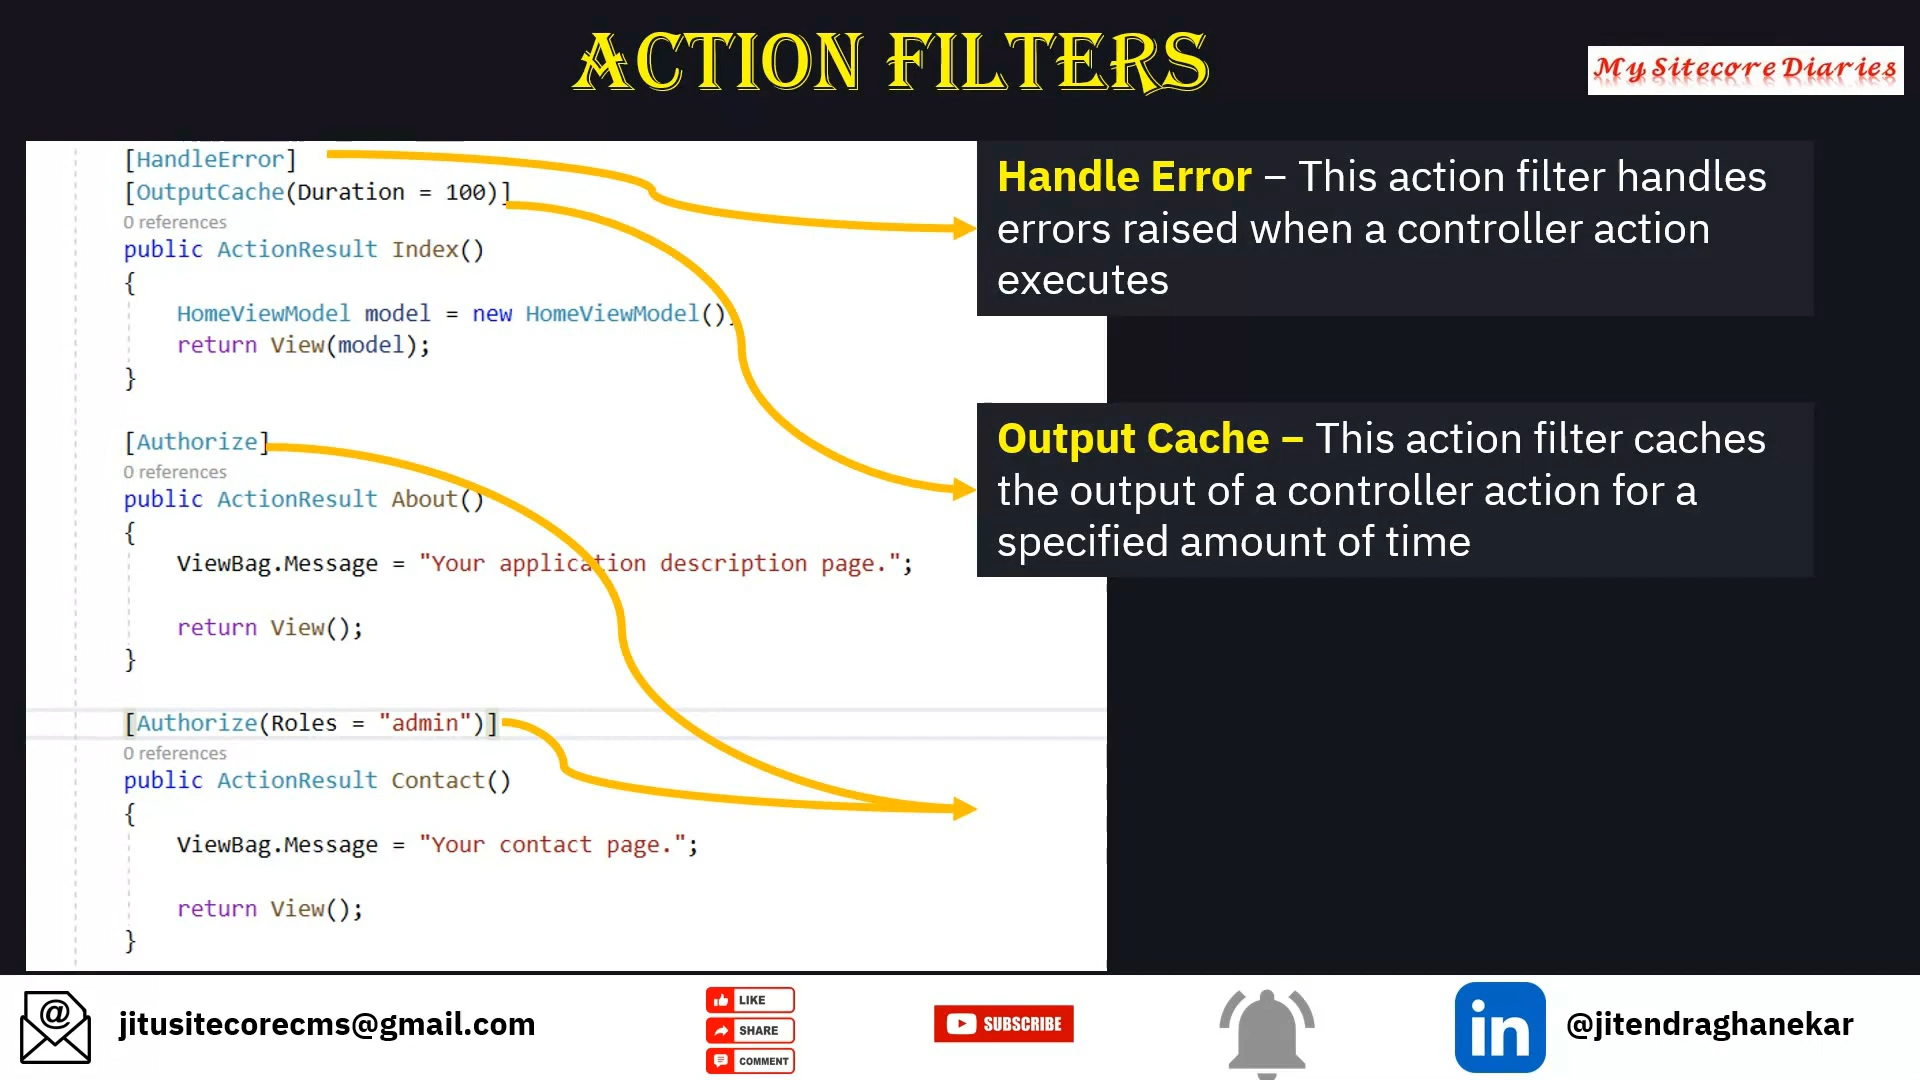 ACTION FILTERS
My Sitecore Diaries
[HandleError]
[OutputCache(Duration = 100)]
0 references
public ActionResult Index()
{
HomeViewModel model = new HomeViewModel();
return View(model);
}
[Authorize]
0 references
public ActionResult About()
{
ViewBag.Message = "Your application description page.";
return View();
}
[Authorize(Roles = "admin")]
0 references
public ActionResult Contact()
{
ViewBag.Message = "Your contact page.";
return View();
}
Handle Error – This action filter handles
errors raised when a controller action
executes
Output Cache – This action filter caches
the output of a controller action for a
specified amount of time
@
jitusitecorecms@gmail.com
LIKE
SHARE
COMMENT
SUBSCRIBE
in
@jitendraghanekar